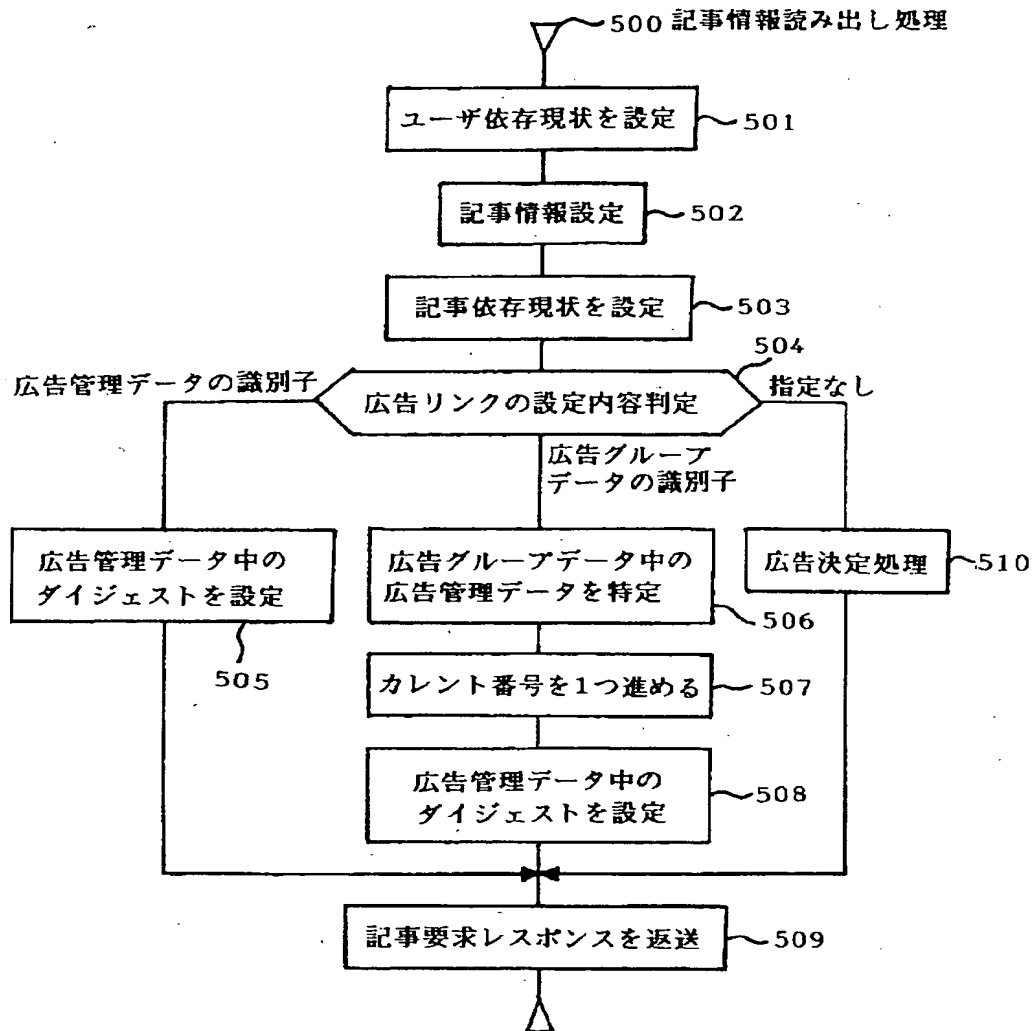 500 記事情報読み出し処理
ユーザ依存現状を設定 501
記事情報設定 502
記事依存現状を設定 503
504
広告管理データの識別子
広告リンクの設定内容判定
指定なし
広告グループ
データの識別子
広告管理データ中の
ダイジェストを設定
505
広告グループデータ中の
広告管理データを特定
506
広告決定処理 510
カレント番号を1つ進める 507
広告管理データ中の
ダイジェストを設定
508
記事要求レスポンスを返送 509